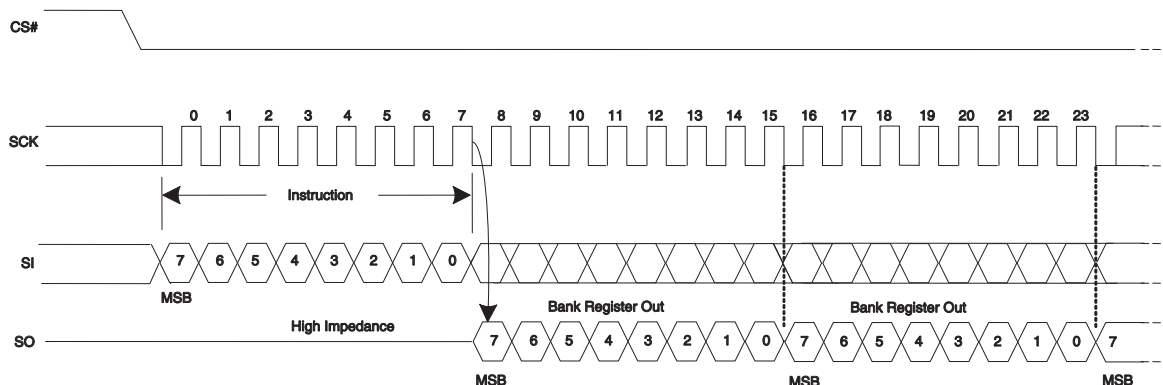 CS#
0 1 2 3 4 5 6 7 8 9 10 11 12 13 14 15 16 17 18 19 20 21 22 23
SCK
Instruction
SI 7 6 5 4 3 2 1 0
MSB
Bank Register Out Bank Register Out
High Impedance
SO 7 6 5 4 3 2 1 0 7 6 5 4 3 2 1 0 7
MSB MSB MSB